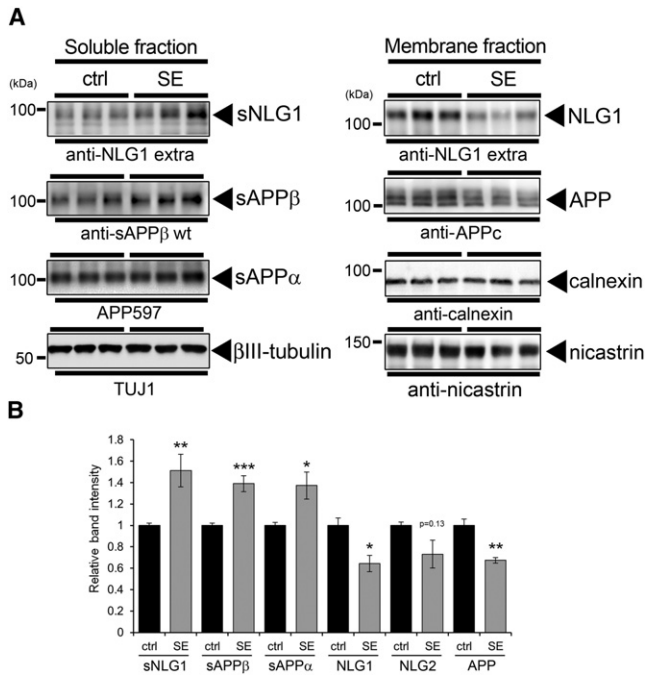 A
Soluble fraction
Membrane fraction
(kDa)
ctrl
SE
(kDa)
ctrl
SE
100
sNLG1
100
NLG1
anti-NLG1 extra
anti-NLG1 extra
100
sAPPβ
100
APP
anti-sAPPβ wt
anti-APPc
100
sAPPα
100
calnexin
APP597
anti-calnexin
50
βIII-tubulin
150
nicastrin
TUJ1
anti-nicastrin
B
Relative band intensity
1.8
1.6
1.4
1.2
1
0.8
0.6
0.4
0.2
0
**
***
*
*
p=0.13
**
ctrl SE ctrl SE ctrl SE ctrl SE ctrl SE ctrl SE
sNLG1 sAPPβ sAPPα NLG1 NLG2 APP